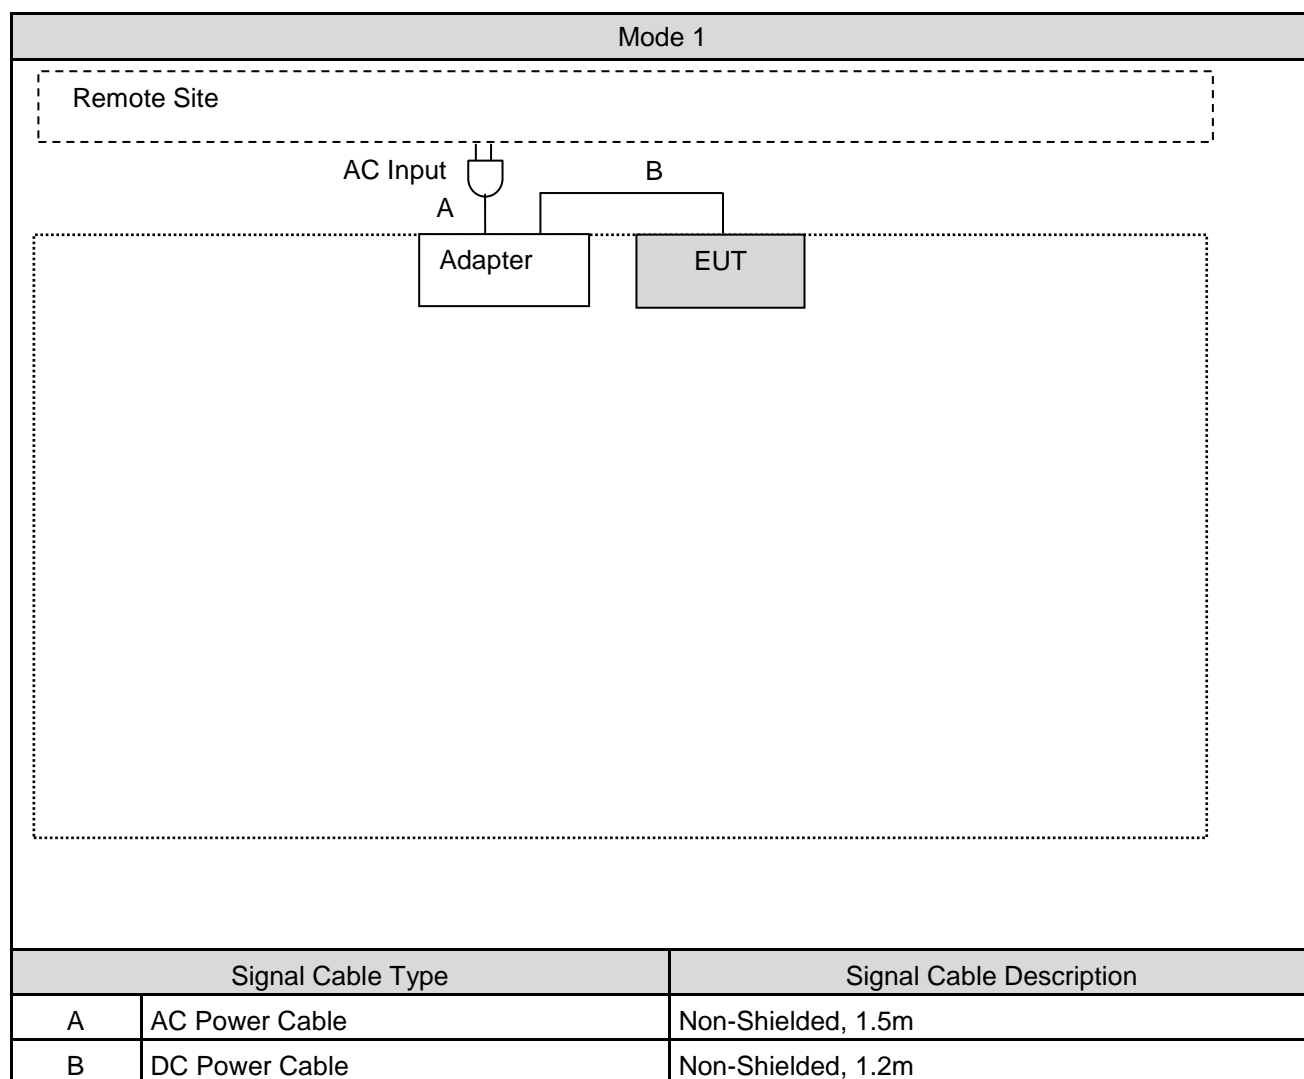 Mode 1
Remote Site
AC Input
B
A
Adapter
EUT
Signal Cable Type Signal Cable Description
A AC Power Cable Non-Shielded, 1.5m
B DC Power Cable Non-Shielded, 1.2m